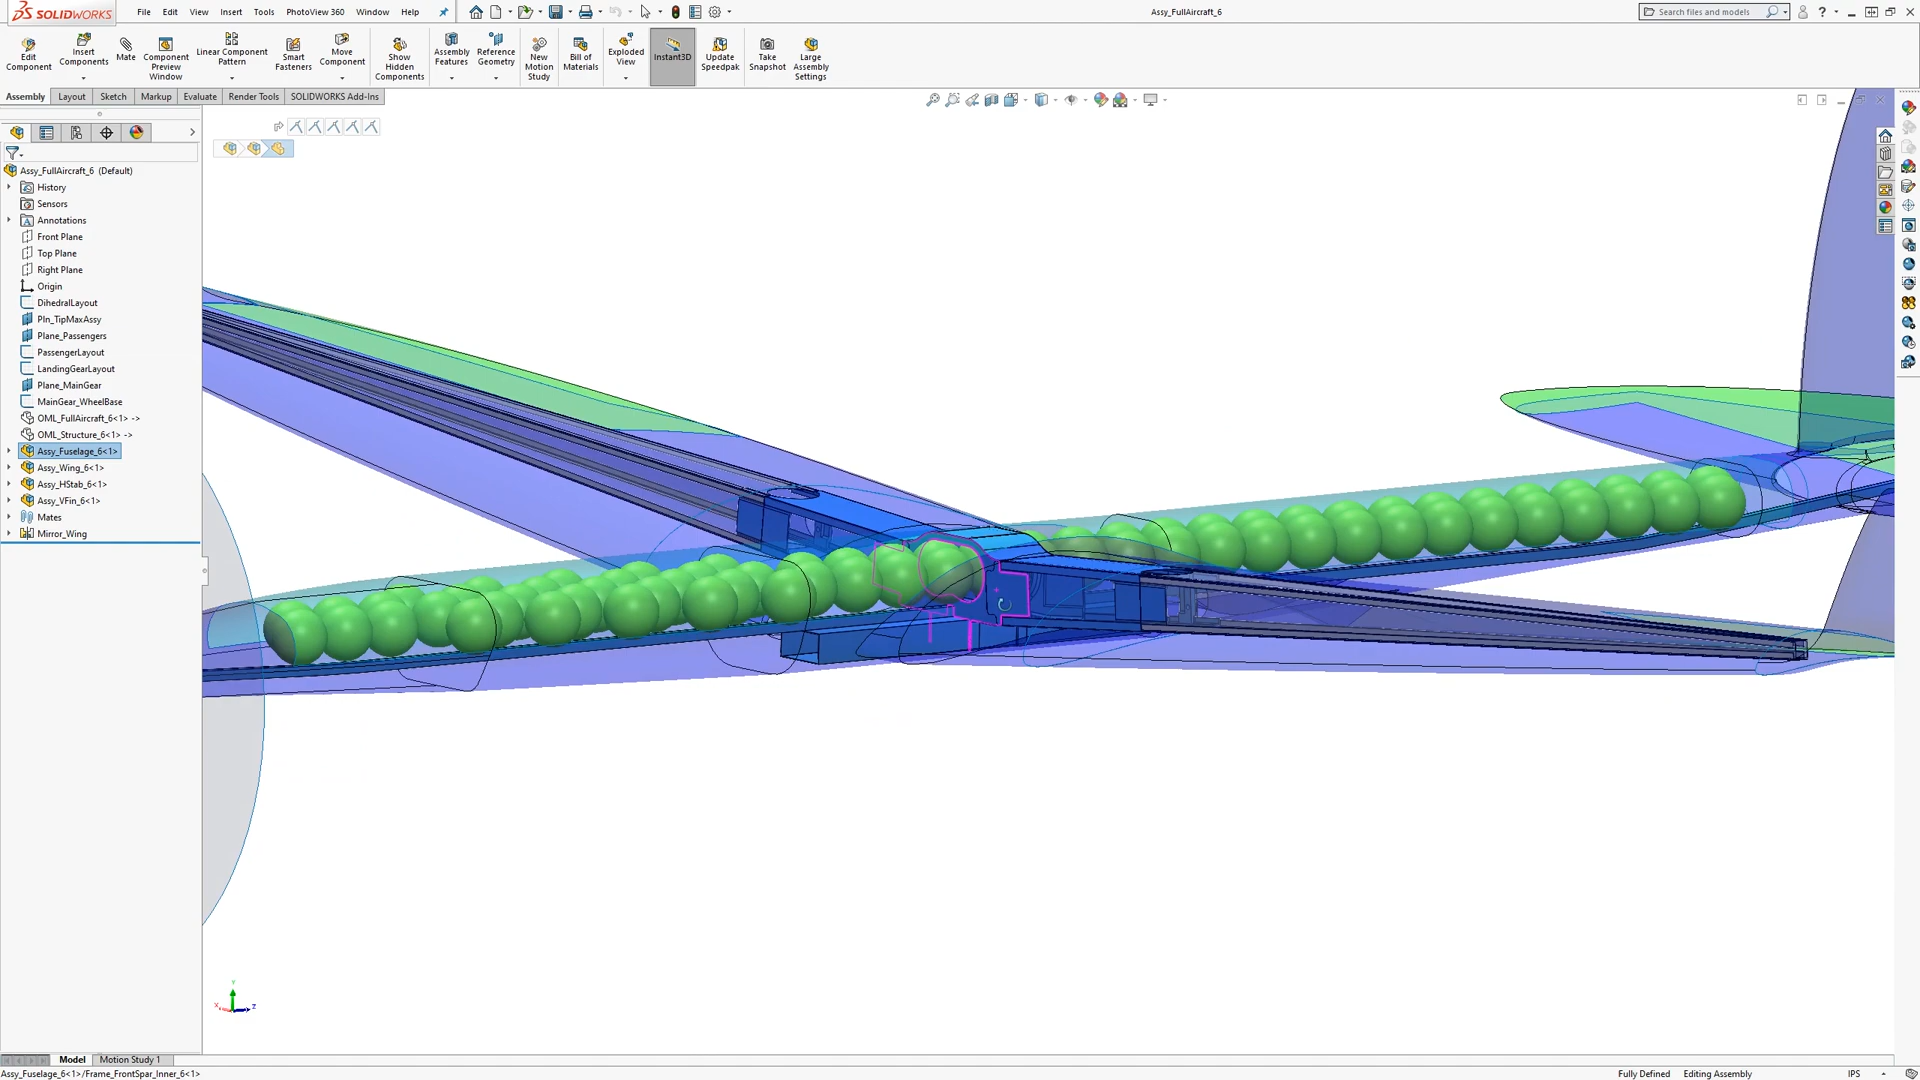 SOLIDWORKS File Edit View Insert Tools PhotoView 360 Window Help Assy_FullAircraft_6 Search files and models ?
Edit Component
Insert Components
Mate
Component Preview Window
Linear Component Pattern
Smart Fasteners
Move Component
Show Hidden Components
Assembly Features
Reference Geometry
New Motion Study
Bill of Materials
Exploded View
Instant3D
Update Speedpak
Take Snapshot
Large Assembly Settings
Assembly Layout Sketch Markup Evaluate Render Tools SOLIDWORKS Add-Ins
Assy_FullAircraft_6 (Default)
History
Sensors
Annotations
Front Plane
Top Plane
Right Plane
Origin
DihedralLayout
Pln_TipMaxAssy
Plane_Passengers
PassengerLayout
LandingGearLayout
Plane_MainGear
MainGear_WheelBase
OML_FullAircraft_6<1> ->
OML_Structure_6<1> ->
Assy_Fuselage_6<1>
Assy_Wing_6<1>
Assy_HStab_6<1>
Assy_VFin_6<1>
Mates
Mirror_Wing
Y
X Z
Model Motion Study 1
Assy_Fuselage_6<1>/Frame_FrontSpar_Inner_6<1> Fully Defined Editing Assembly IPS